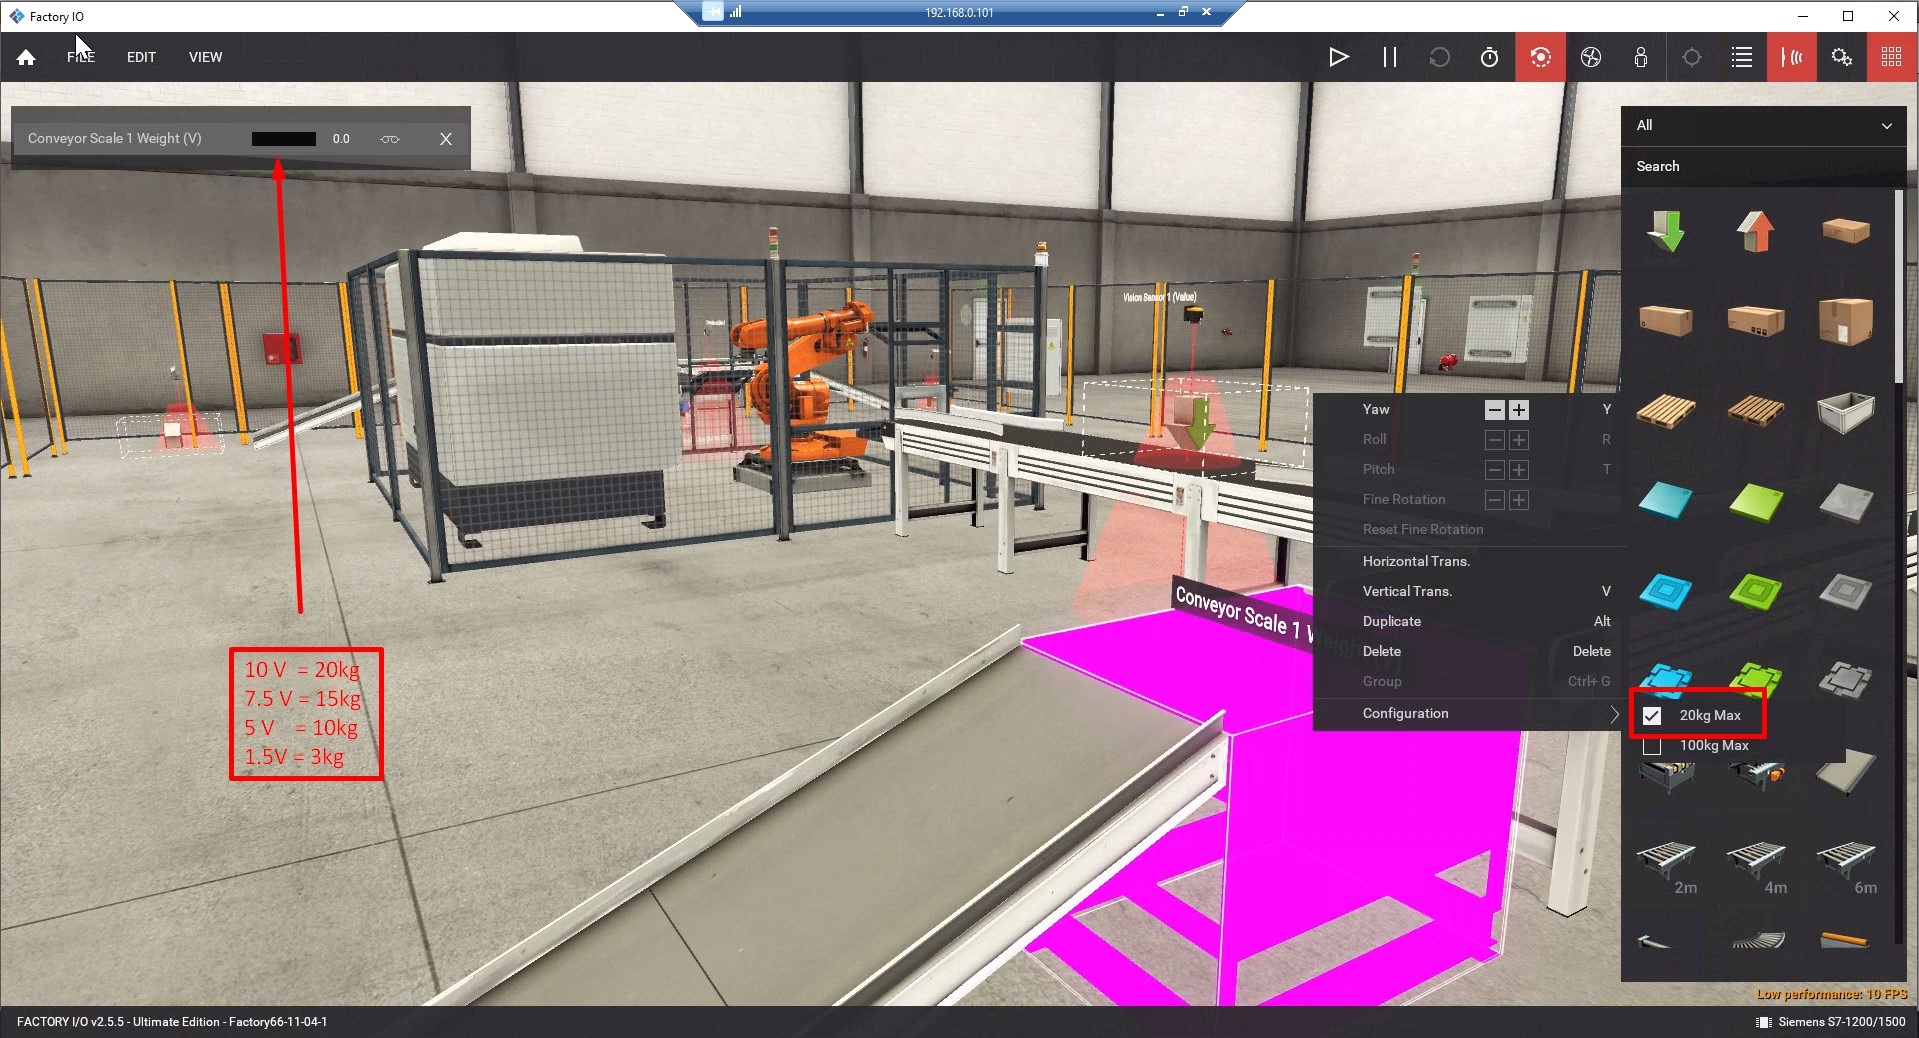 Factory IO
192.168.0.101
FILE EDIT VIEW
Conveyor Scale 1 Weight (V) 0.0 X
All
Search
Vision Sensor 1 (Value)
Yaw Y
Roll R
Pitch T
Fine Rotation
Reset Fine Rotation
Horizontal Trans.
Vertical Trans. V
Duplicate Alt
Delete Delete
Group Ctrl+ G
Configuration
20kg Max
100kg Max
Conveyor Scale 1 Weight (V)
10 V = 20kg
7.5 V = 15kg
5 V = 10kg
1.5V = 3kg
2m 4m 6m
Low performance: 10 FPS
FACTORY I/O v2.5.5 - Ultimate Edition - Factory66-11-04-1
Siemens S7-1200/1500